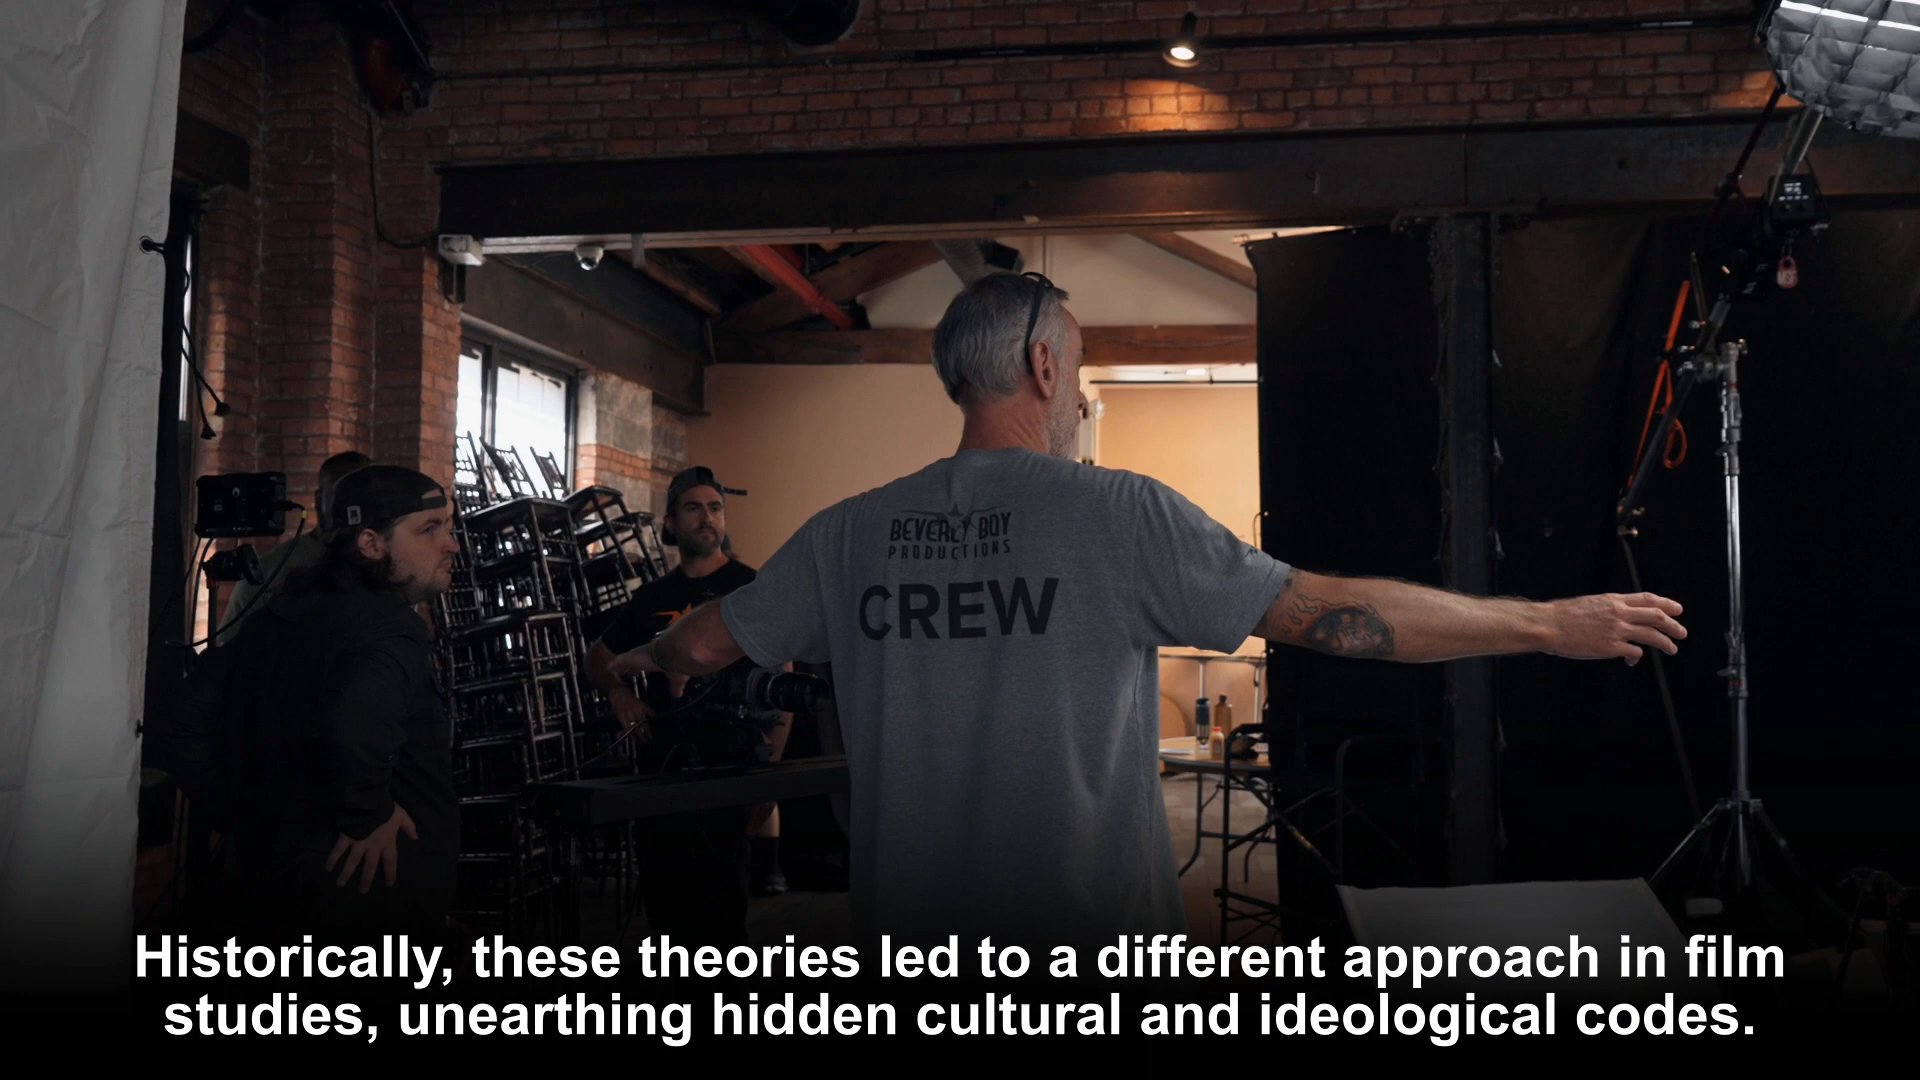 BEVERLY BOY
PRODUCTIONS
CREW
Historically, these theories led to a different approach in film
studies, unearthing hidden cultural and ideological codes.